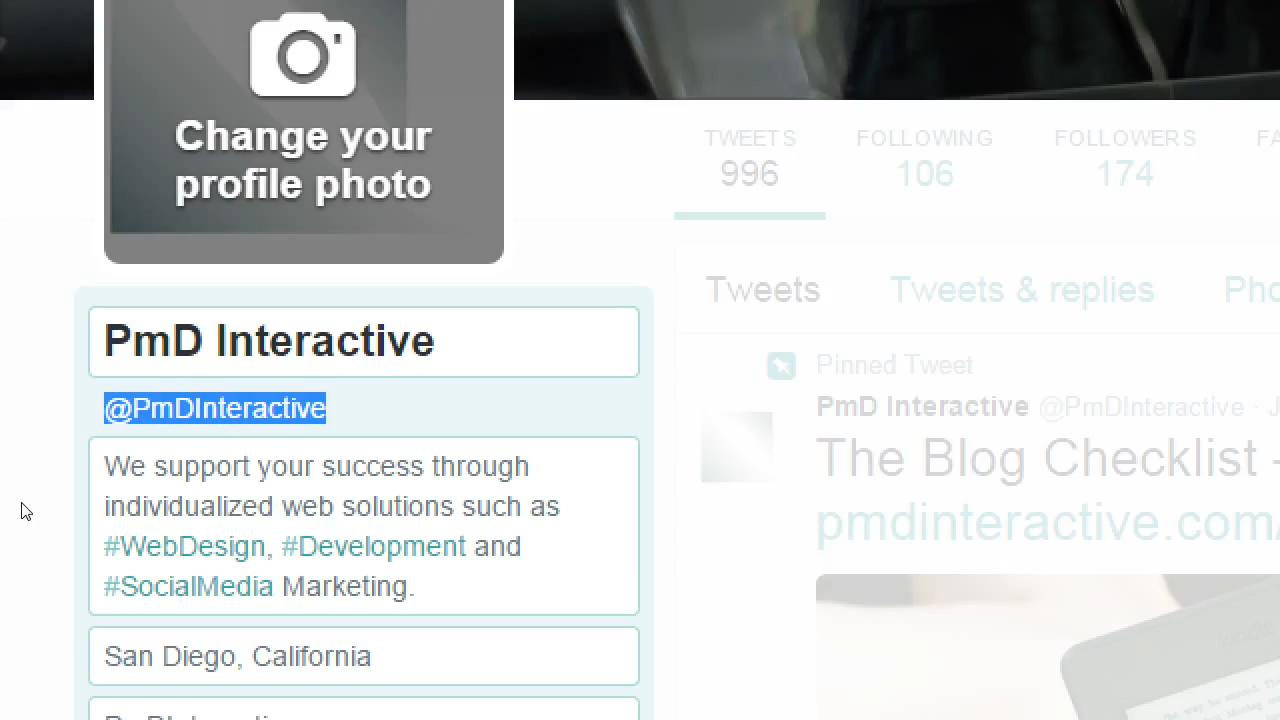 Change your
profile photo
TWEETS
996
FOLLOWING
106
FOLLOWERS
174
Tweets
Tweets & replies
PmD Interactive
@PmDInteractive
We support your success through
individualized web solutions such as
#WebDesign, #Development and
#SocialMedia Marketing.
San Diego, California
Pinned Tweet
PmD Interactive @PmDInteractive ·
The Blog Checklist -
pmdinteractive.com/